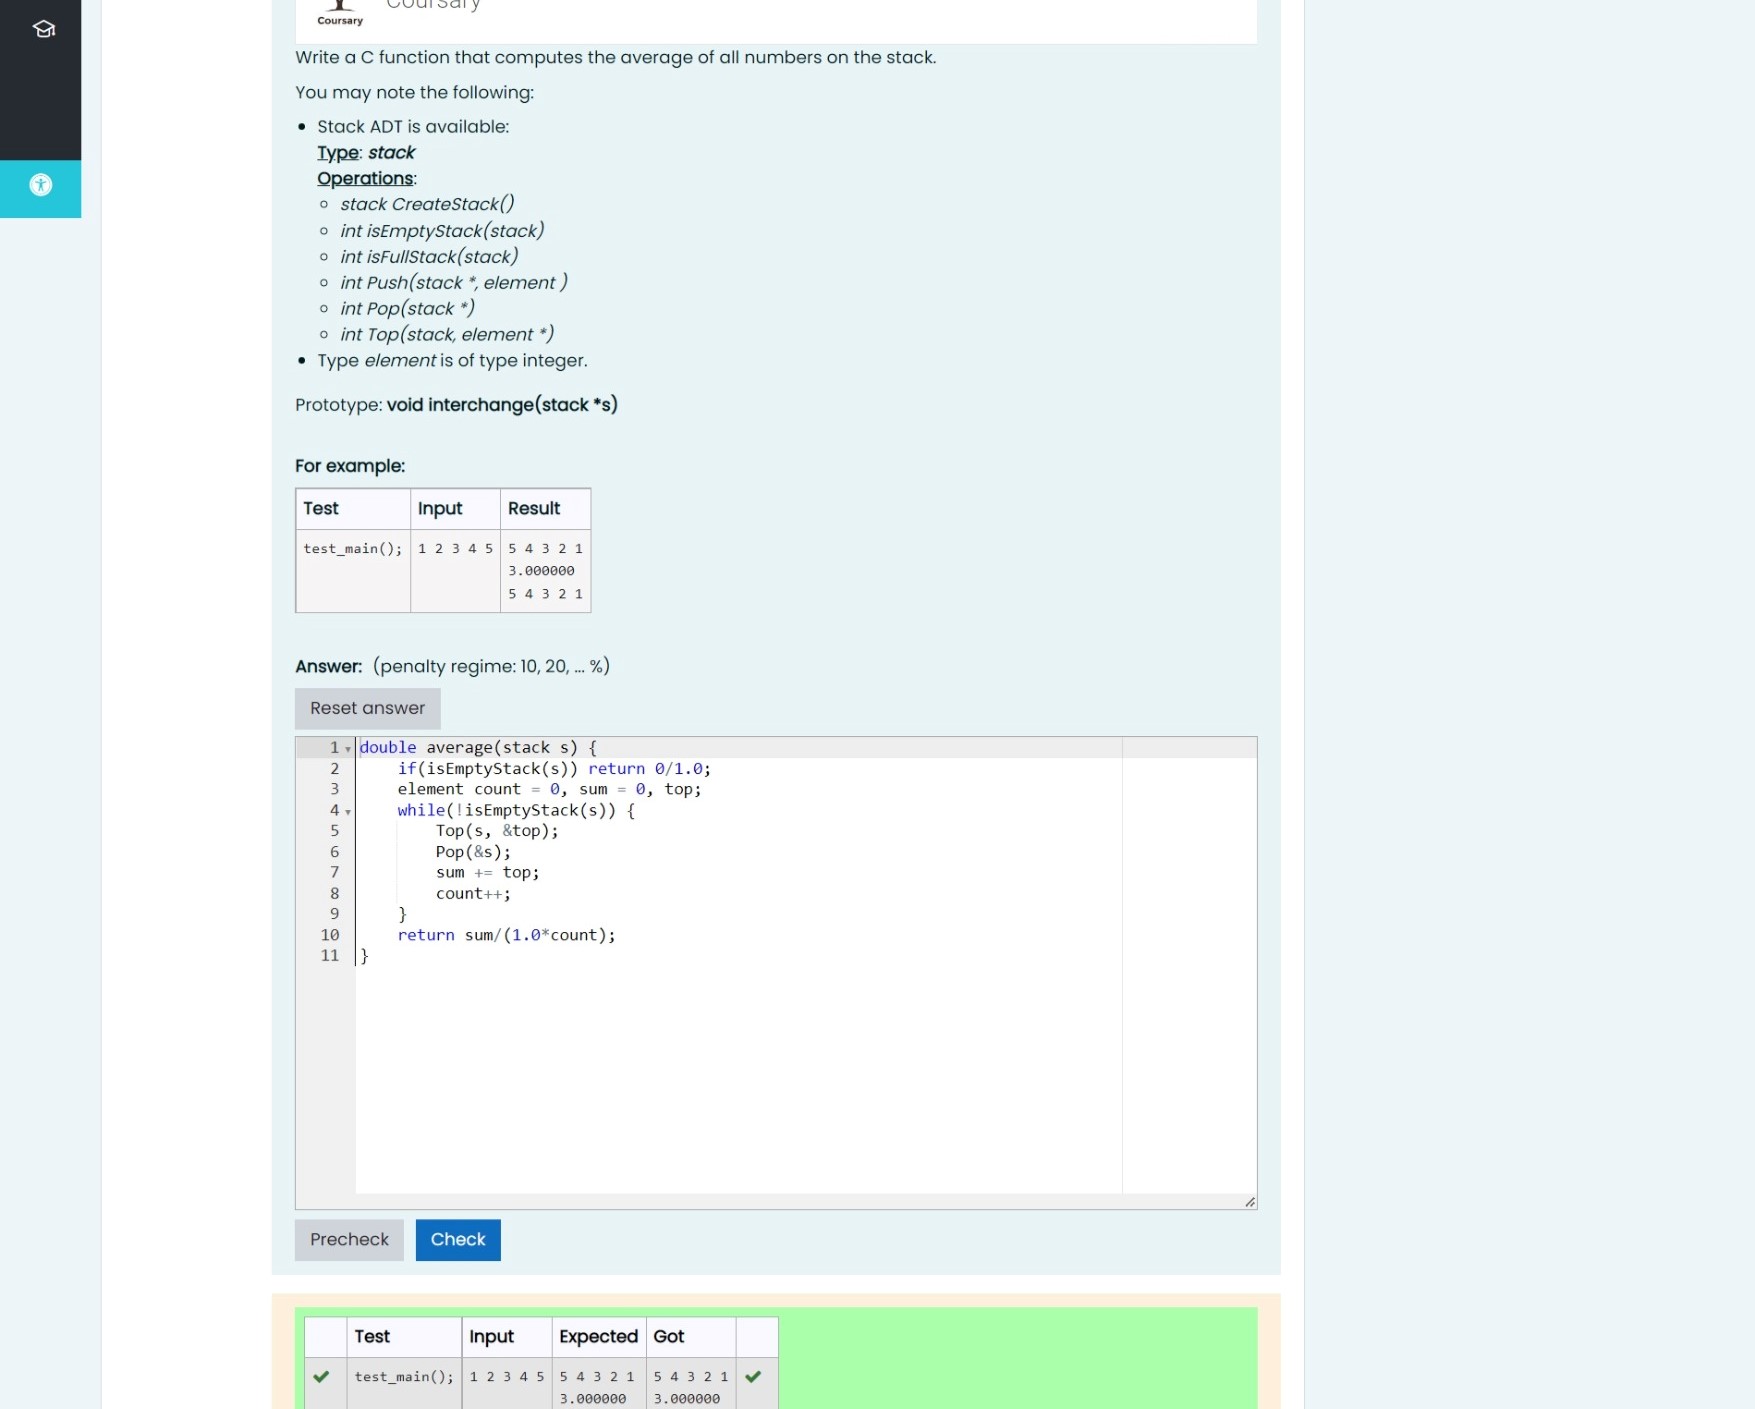 Coursary
Coursary
Write a C function that computes the average of all numbers on the stack.
You may note the following:
Stack ADT is available:
Type: stack
Operations:
stack CreateStack()
int isEmptyStack(stack)
int isFullStack(stack)
int Push(stack *, element )
int Pop(stack *)
int Top(stack, element *)
Type element is of type integer.
Prototype: void interchange(stack *s)
For example:
Test Input Result
test_main(); 1 2 3 4 5 5 4 3 2 1
3.000000
5 4 3 2 1
Answer: (penalty regime: 10, 20, ... %)
Reset answer
1 double average(stack s) {
2 if(isEmptyStack(s)) return 0/1.0;
3 element count = 0, sum = 0, top;
4 while(!isEmptyStack(s)) {
5 Top(s, &top);
6 Pop(&s);
7 sum += top;
8 count++;
9 }
10 return sum/(1.0*count);
11 }
Precheck Check
Test Input Expected Got
test_main(); 1 2 3 4 5 5 4 3 2 1 5 4 3 2 1
3.000000 3.000000